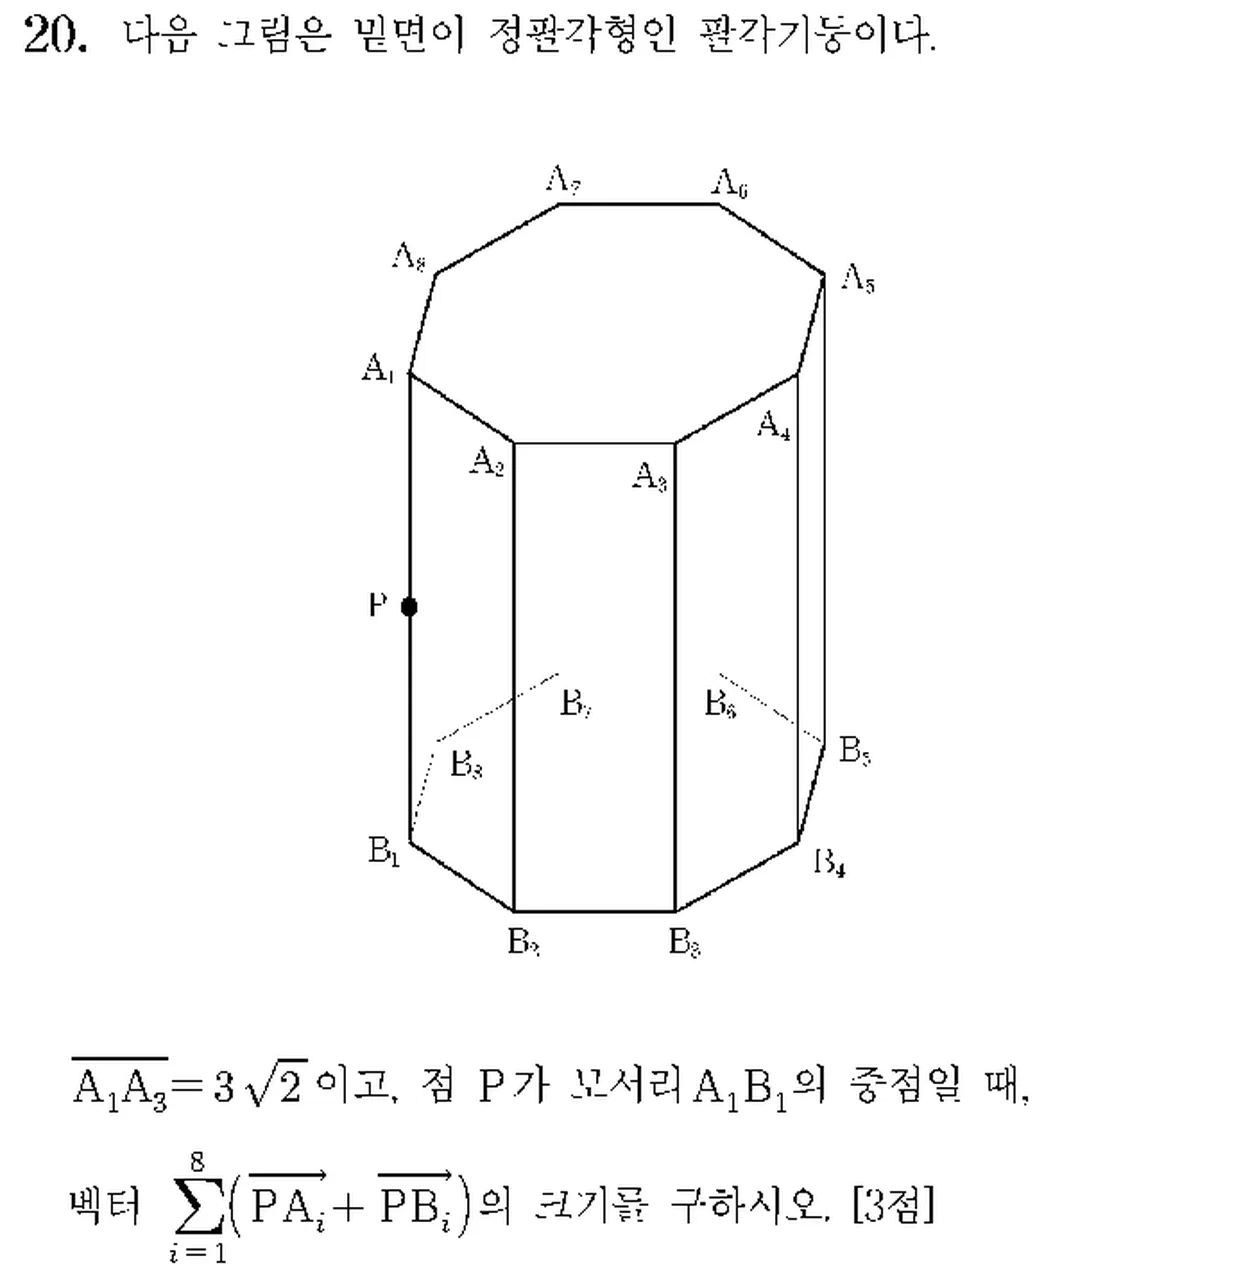 20. 다음 그림은 밑면이 정팔각형인 팔각기둥이다.
A₇ A₆
A₈ A₅
A₁ A₄
A₂ A₃
P
B₇ B₆
B₈ B₅
B₁ B₄
B₂ B₃
A₁A₃ = 3√2 이고, 점 P가 모서리 A₁B₁의 중점일 때,
벡터 ∑_{i=1}^{8}(PA⃗ᵢ + PB⃗ᵢ)의 크기를 구하시오. [3점]